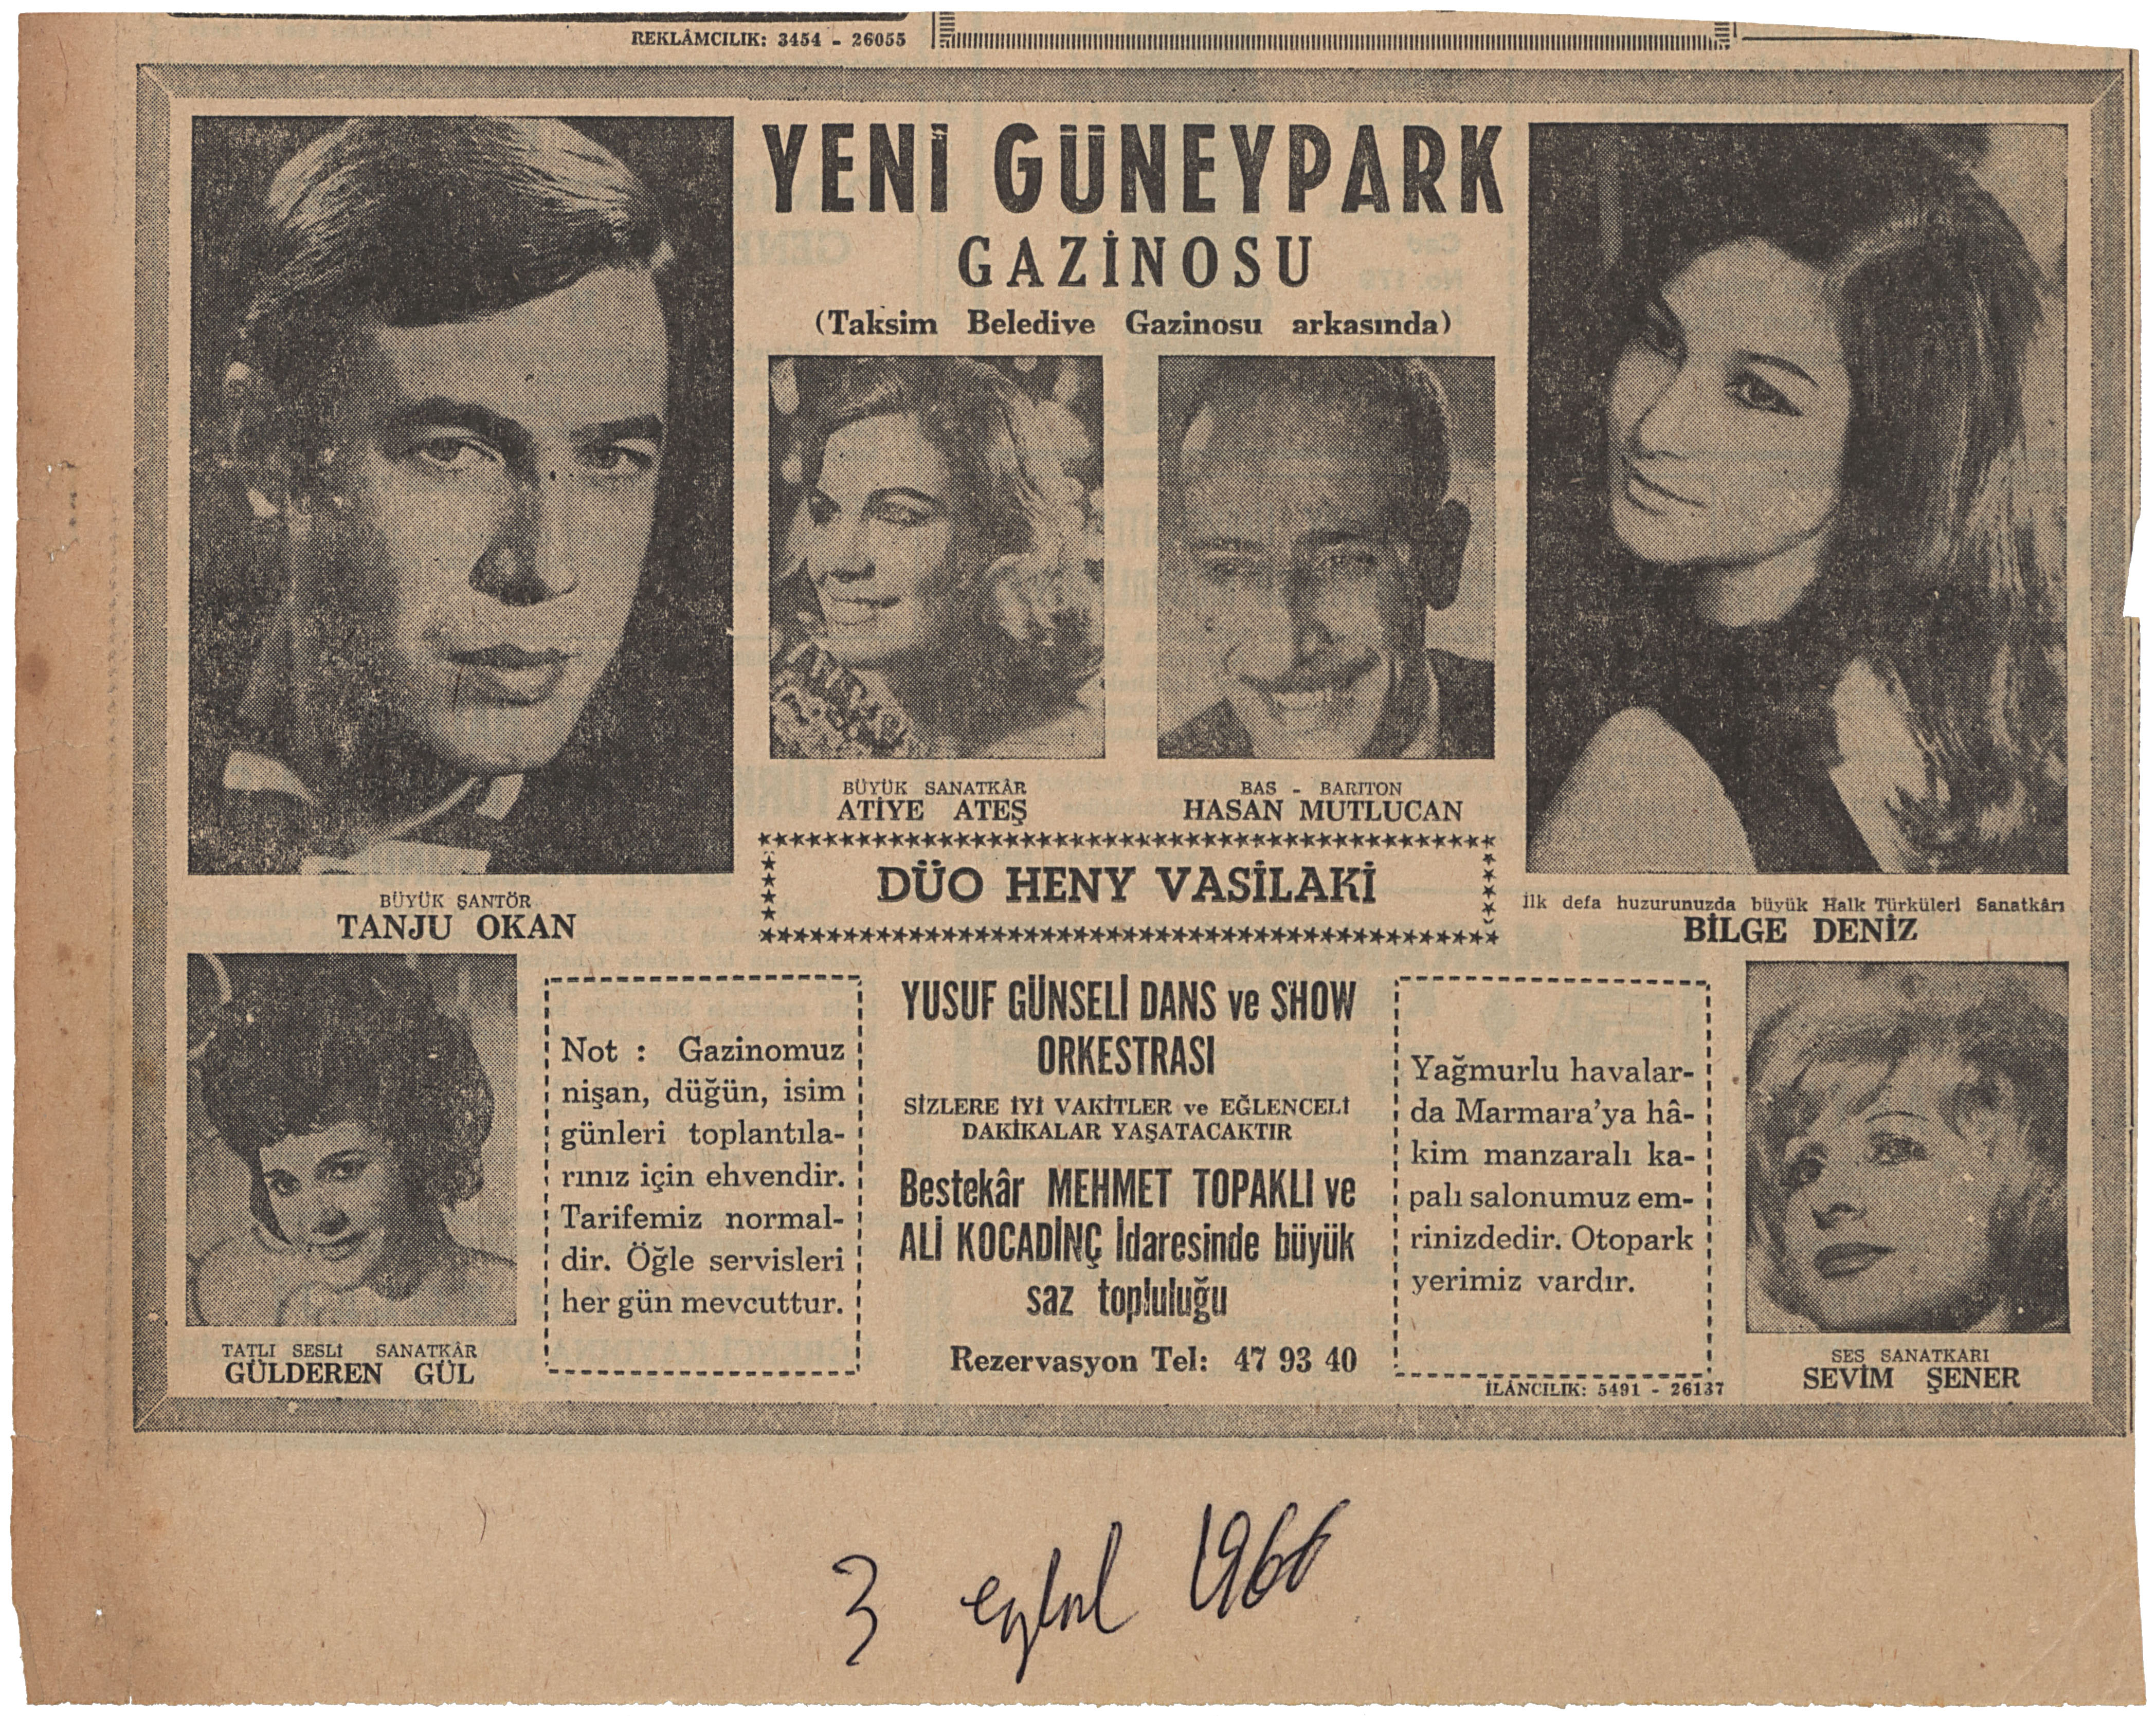 REKLÂMCILIK: 3454 - 26055
YENİ GÜNEYPARK
GAZİNOSU
(Taksim Belediye Gazinosu arkasında)
BÜYÜK SANATKÂR
ATİYE ATEŞ
BAS - BARITON
HASAN MUTLUCAN
DÜO HENY VASİLAKİ
BÜYÜK ŞANTÖR
TANJU OKAN
İlk defa huzurunuzda büyük Halk Türküleri Sanatkârı
BİLGE DENİZ
Not : Gazinomuz
nişan, düğün, isim
günleri toplantıla-
rınız için ehvendir.
Tarifemiz normal-
dir. Öğle servisleri
her gün mevcuttur.
YUSUF GÜNSELİ DANS ve SHOW
ORKESTRASI
SİZLERE İYİ VAKİTLER ve EĞLENCELİ
DAKİKALAR YAŞATACAKTIR
Bestekâr MEHMET TOPAKLI ve
ALİ KOCADİNÇ İdaresinde büyük
saz topluluğu
Rezervasyon Tel: 47 93 40
Yağmurlu havalar-
da Marmara'ya hâ-
kim manzaralı ka-
palı salonumuz em-
rinizdedir. Otopark
yerimiz vardır.
TATLI SESLİ SANATKÂR
GÜLDEREN GÜL
SES SANATKARI
SEVİM ŞENER
İLÂNCILIK: 5491 - 26137
3 eylul 1966